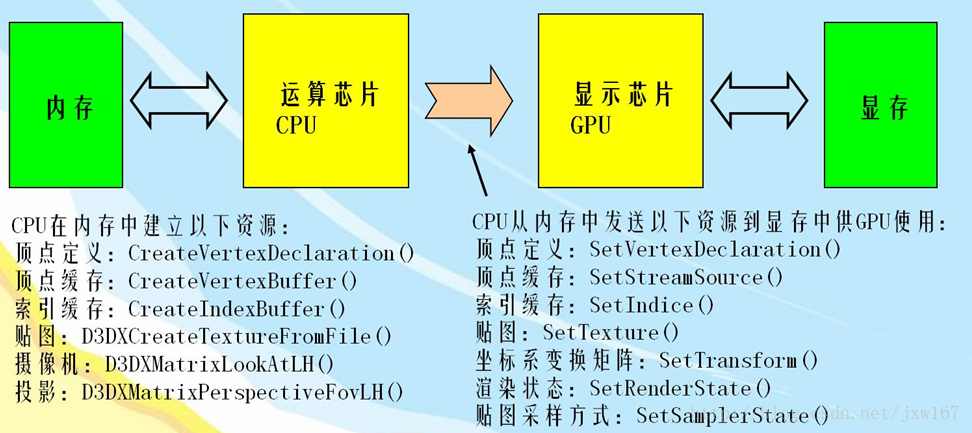 内存
运算芯片
CPU
显示芯片
GPU
显存
CPU在内存中建立以下资源：
顶点定义：CreateVertexDeclaration()
顶点缓存：CreateVertexBuffer()
索引缓存：CreateIndexBuffer()
贴图：D3DXCreateTextureFromFile()
摄像机：D3DXMatrixLookAtLH()
投影：D3DXMatrixPerspectiveFovLH()
CPU从内存中发送以下资源到显存中供GPU使用：
顶点定义：SetVertexDeclaration()
顶点缓存：SetStreamSource()
索引缓存：SetIndice()
贴图：SetTexture()
坐标系变换矩阵：SetTransform()
渲染状态：SetRenderState()
贴图采样方式：SetSamplerState()